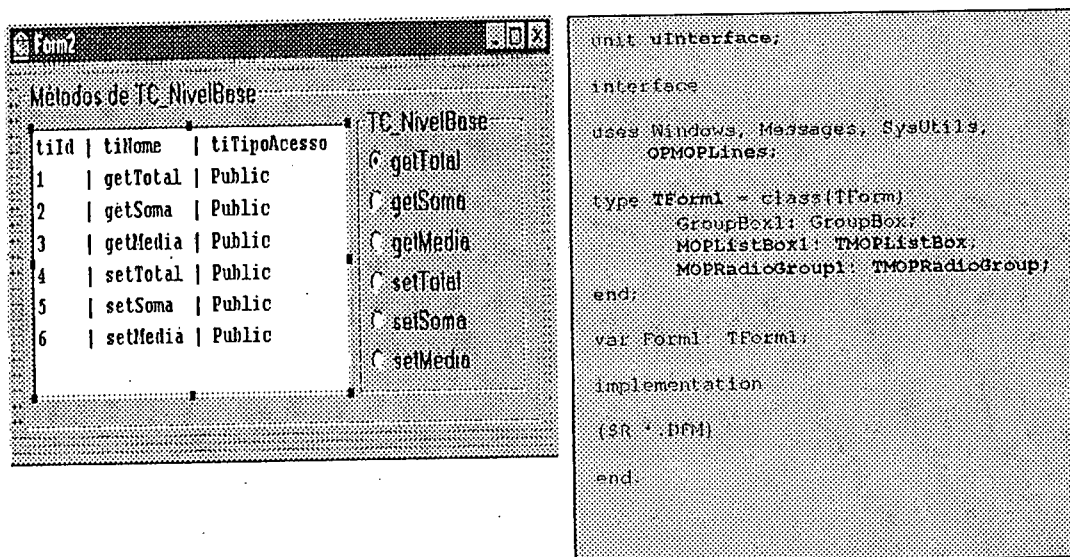 Form2
Métodos de TC_NivelBase
tiId | tiNome | tiTipoAcesso
1 | getTotal | Public
2 | getSoma | Public
3 | getMedia | Public
4 | setTotal | Public
5 | setSoma | Public
6 | setMedia | Public
TC_NivelBase
getTotal
getSoma
getMedia
setTotal
setSoma
setMedia
unit uInterface;
interface
uses Windows, Messages, SysUtils,
OPMOPLines;
type TForm1 = class(TForm)
GroupBox1: GroupBox;
MOPListBox1: TMOPListBox;
MOPRadioGroup1: TMOPRadioGroup;
end;
var Form1: TForm1;
implementation
{$R *.DFM}
end.